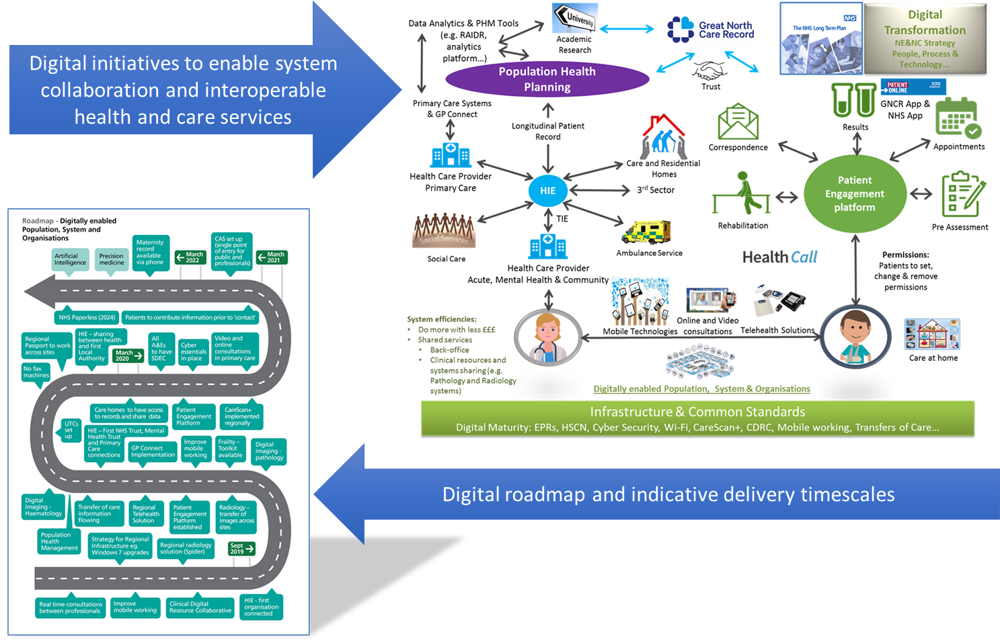 Digital initiatives to enable system
collaboration and interoperable
health and care services
Data Analytics & PHM Tools
(e.g. RAIDR,
analytics
platform...)
University
Academic
Research
Great North
Care Record
NHS
The NHS Long Term Plan
Digital
Transformation
NE&NC Strategy
People, Process &
Technology....
Population Health
Planning
Trust
PATIENT
ONLINE
NHS
England
GNCR App &
NHS App
Results
Appointments
Correspondence
Primary Care Systems
& GP Connect
Longitudinal Patient
Record
Care and Residential
Homes
Health Care Provider
Primary Care
HIE
3rd Sector
Patient
Engagement
platform
Rehabilitation
Pre Assessment
TIE
Social Services
Social Care
Ambulance Service
Health Call
Permissions:
Patients to set,
change & remove
permissions
Health Care Provider
Acute, Mental Health & Community
System efficiencies:
• Do more with less £££
• Shared services
• Back-office
• Clinical resources and
systems sharing (e.g.
Pathology and Radiology
systems)
Mobile Technologies
Online and Video
consultations
Telehealth Solutions
Care at home
Digitally enabled Population, System & Organisations
Infrastructure & Common Standards
Digital Maturity: EPRs, HSCN, Cyber Security, Wi-Fi, CareScan+, CDRC, Mobile working, Transfers of Care...
Digital roadmap and indicative delivery timescales
Roadmap - Digitally enabled
Population, System and
Organisations
Artificial
Intelligence
Precision
medicine
Maternity
record
available
via phone
March
2022
CAS set up
(single point
of entry for
public and
professionals)
March
2021
NHS Paperless (2024)
Patients to contribute information prior to 'contact'
Regional
Passport to work
across sites
HIE – sharing
between health
and first
Local
Authority
March
2020
All
A&Es
to have
SDEC
Cyber
essentials
in place
Video and
online
consultations
in primary care
No fax
machines
Care homes to have access
to records and share data
Patient
Engagement
Platform
CareScan+
implemented
regionally
UTCs
set
up
HIE – First NHS Trust, Mental
Health Trust
and Primary
Care
connections
GP Connect
Implementation
Improve
mobile
working
Frailty –
Toolkit
available
Digital
imaging -
pathology
Digital
Imaging -
Haematology
Transfer of care
information
flowing
Regional
Telehealth
Solution
Patient
Engagement
Platform
established
Radiology –
transfer of
images across
sites
Population
Health
Management
Strategy for Regional
Infrastructure eg.
Windows 7 upgrades
Regional radiology
solution (Spider)
Sept
2019
Real time consultations
between professionals
Improve
mobile working
Clinical Digital
Resource Collaborative
HIE - first
organisation
connected